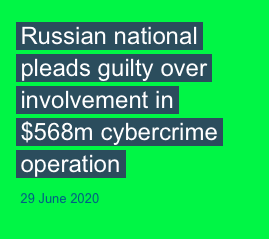 Russian national
pleads guilty over
involvement in
$568m cybercrime
operation
29 June 2020